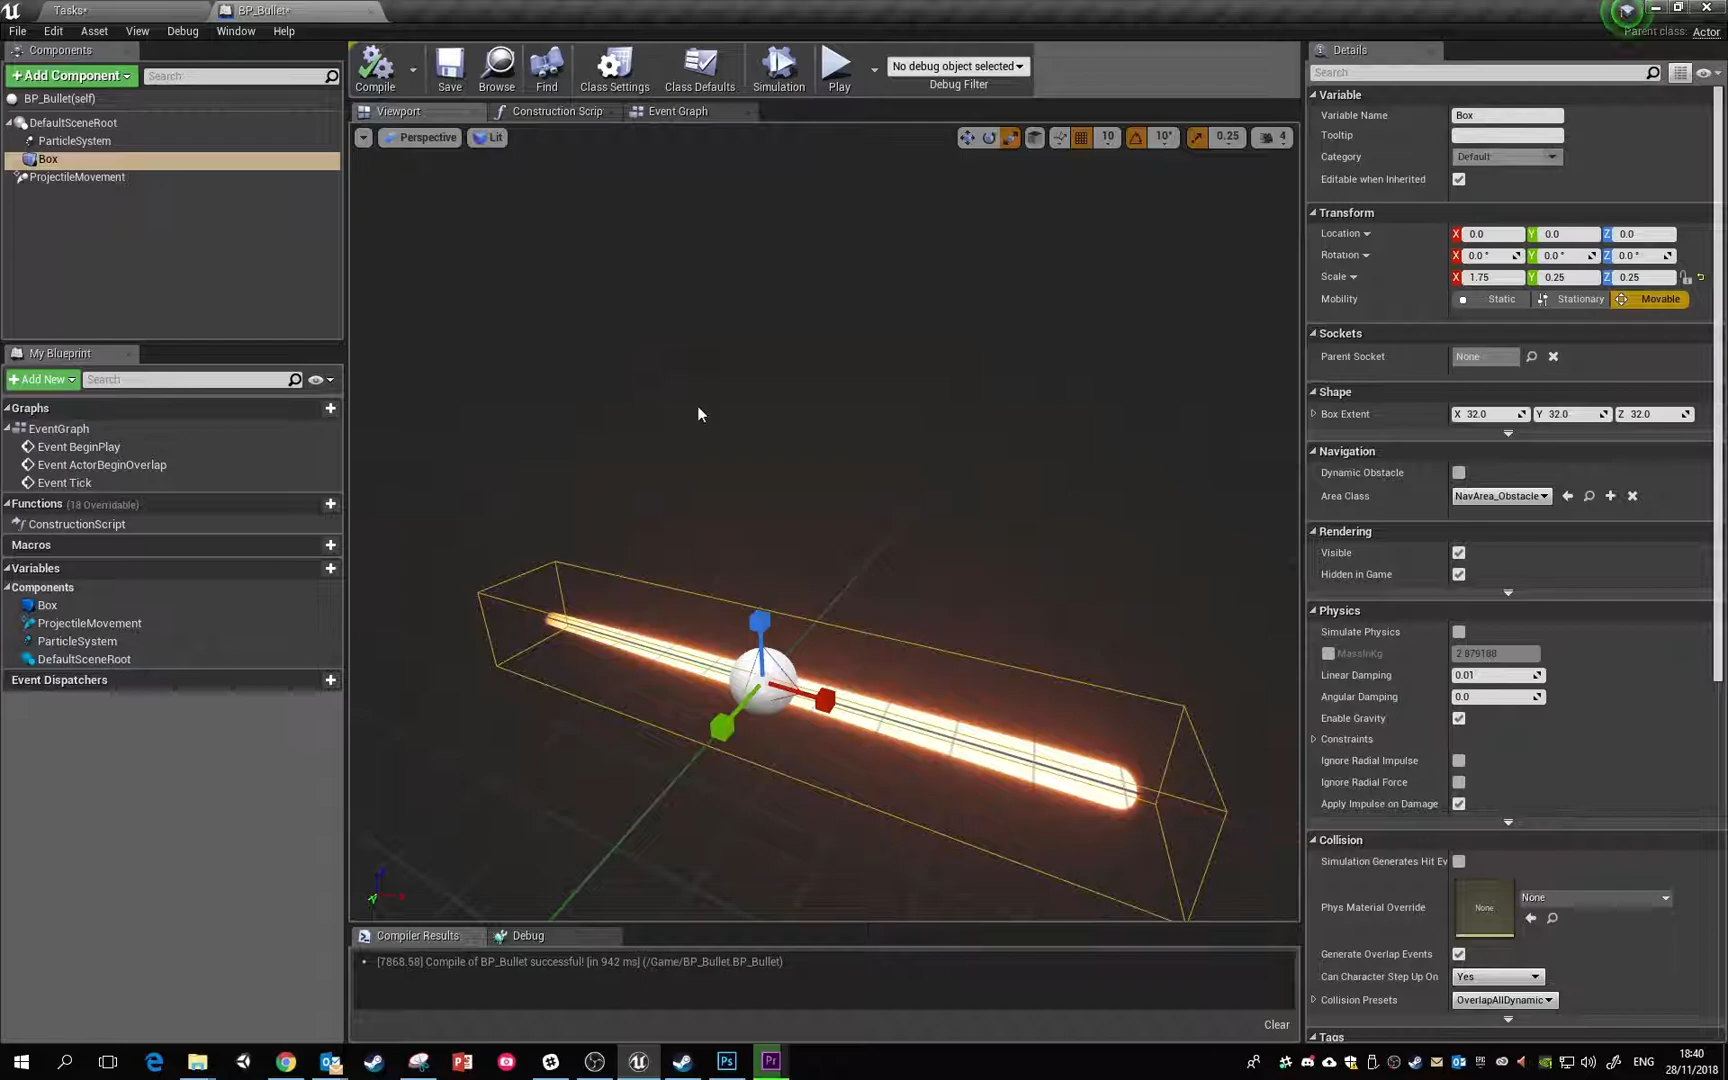 Tasks*
BP_Bullet*
File Edit Asset View Debug Window Help
Parent class: Actor
Components
+Add Component
Search
BP_Bullet(self)
DefaultSceneRoot
ParticleSystem
Box
ProjectileMovement
My Blueprint
+Add New
Search
Graphs
EventGraph
Event BeginPlay
Event ActorBeginOverlap
Event Tick
Functions (18 Overridable)
ConstructionScript
Macros
Variables
Components
Box
ProjectileMovement
ParticleSystem
DefaultSceneRoot
Event Dispatchers
Compile
Save
Browse
Find
Class Settings
Class Defaults
Simulation
Play
No debug object selected
Debug Filter
Viewport
Construction Scrip
Event Graph
Perspective
Lit
10
10°
0.25
4
Compiler Results
Debug
[7868.58] Compile of BP_Bullet successful! [in 942 ms] (/Game/BP_Bullet.BP_Bullet)
Clear
Details
Search
Variable
Variable Name Box
Tooltip
Category Default
Editable when Inherited
Transform
Location X 0.0 Y 0.0 Z 0.0
Rotation X 0.0 ° Y 0.0 ° Z 0.0 °
Scale X 1.75 Y 0.25 Z 0.25
Mobility Static Stationary Movable
Sockets
Parent Socket None
Shape
Box Extent X 32.0 Y 32.0 Z 32.0
Navigation
Dynamic Obstacle
Area Class NavArea_Obstacle
Rendering
Visible
Hidden in Game
Physics
Simulate Physics
MassInKg 2.879188
Linear Damping 0.01
Angular Damping 0.0
Enable Gravity
Constraints
Ignore Radial Impulse
Ignore Radial Force
Apply Impulse on Damage
Collision
Simulation Generates Hit Ev
Phys Material Override None None
Generate Overlap Events
Can Character Step Up On Yes
Collision Presets OverlapAllDynamic
Tags
ENG
18:40
28/11/2018